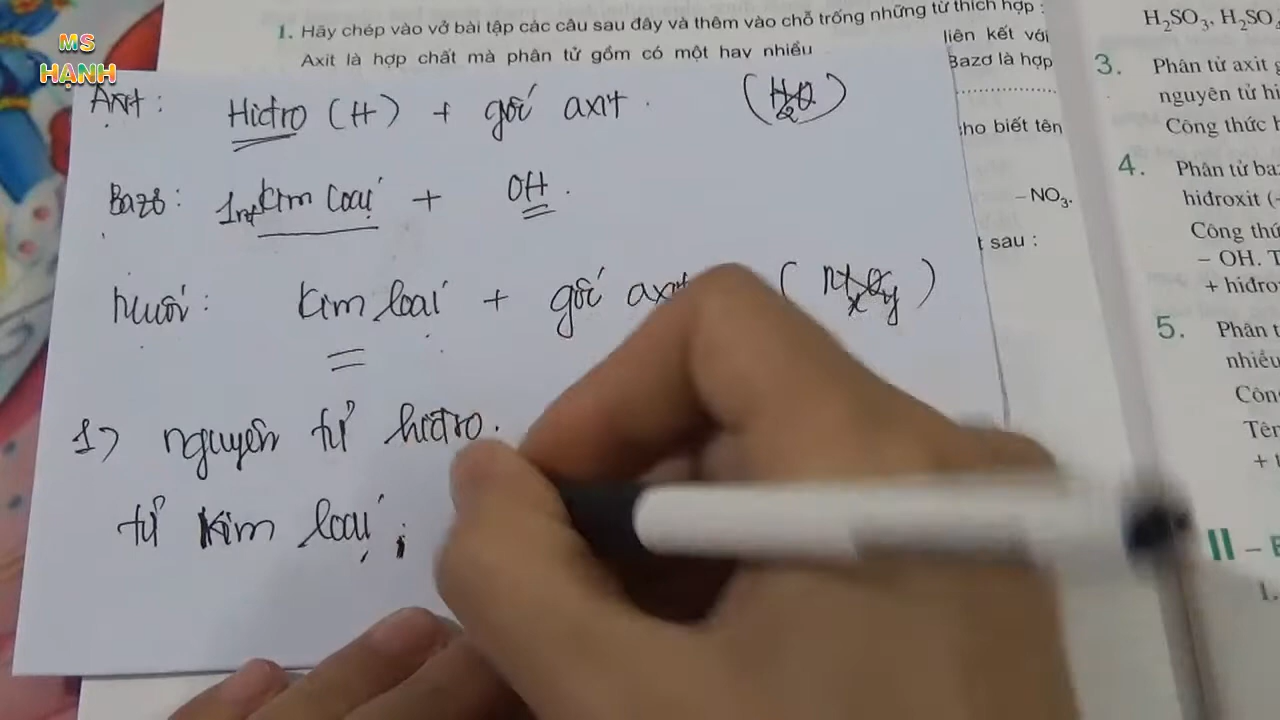 MS
HẠNH
1. Hãy chép vào vở bài tập các câu sau đây và thêm vào chỗ trống những từ thích hợp :
Axit là hợp chất mà phân tử gồm có một hay nhiều
liên kết với
Bazơ là hợp
..................
cho biết tên
– NO₃.
t sau :
Axit :
Hiđro (H) + gốc axit .
Bazơ : 1nt Kim loại + OH .
Muối : Kim loại + gốc axit
1) nguyên tử hiđro.
tử Kim loại ;
H₂SO₃, H₂SO
3. Phân tử axit g
nguyên tử hi
Công thức h
4. Phân tử ba
hiđroxit (–
Công thứ
– OH. T
+ hiđro
5. Phân t
nhiều
Côn
Tên
+ t
II –
1.